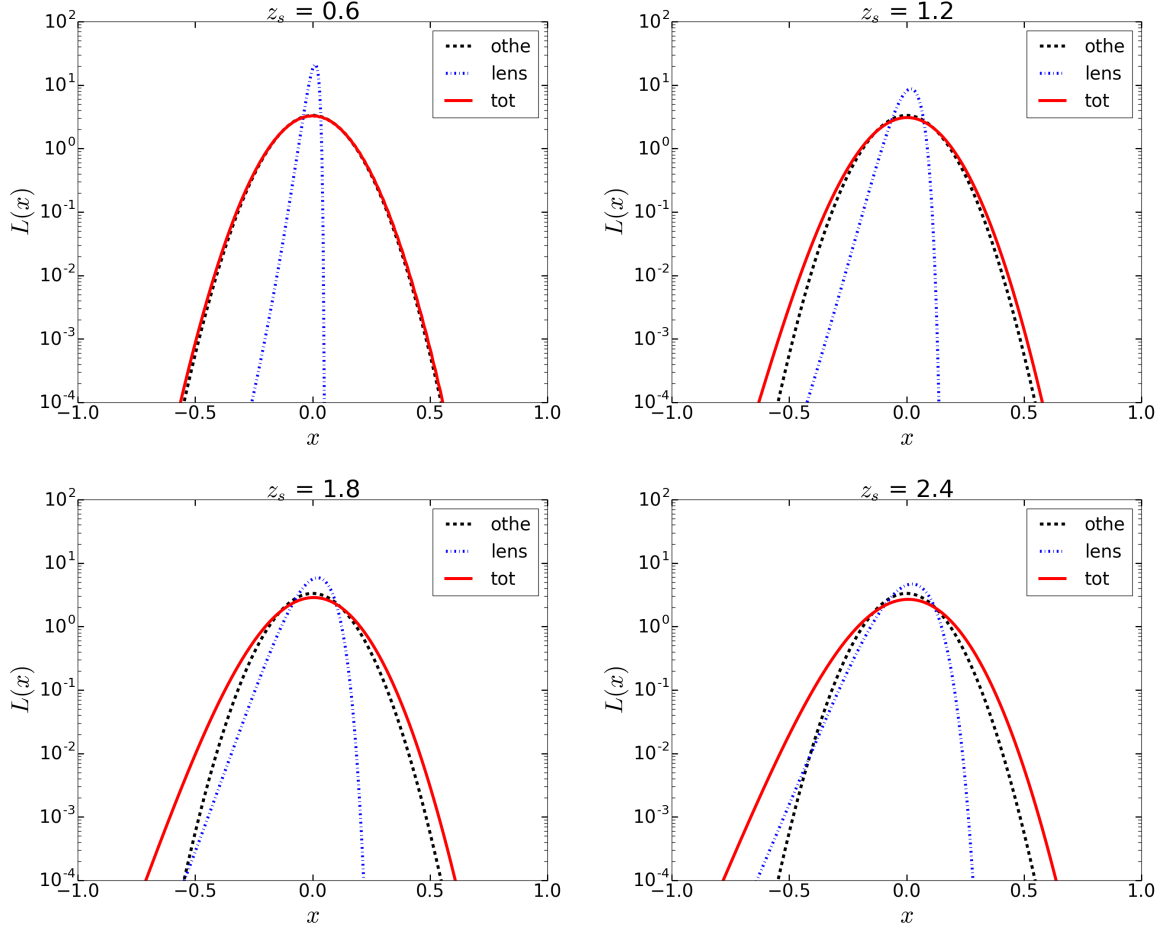 z_s = 0.6
10^2
10^1
10^0
10^-1
10^-2
10^-3
10^-4
L(x)
othe
lens
tot
−1.0 −0.5 0.0 0.5 1.0
x
z_s = 1.2
10^2
10^1
10^0
10^-1
10^-2
10^-3
10^-4
L(x)
othe
lens
tot
−1.0 −0.5 0.0 0.5 1.0
x
z_s = 1.8
10^2
10^1
10^0
10^-1
10^-2
10^-3
10^-4
L(x)
othe
lens
tot
−1.0 −0.5 0.0 0.5 1.0
x
z_s = 2.4
10^2
10^1
10^0
10^-1
10^-2
10^-3
10^-4
L(x)
othe
lens
tot
−1.0 −0.5 0.0 0.5 1.0
x